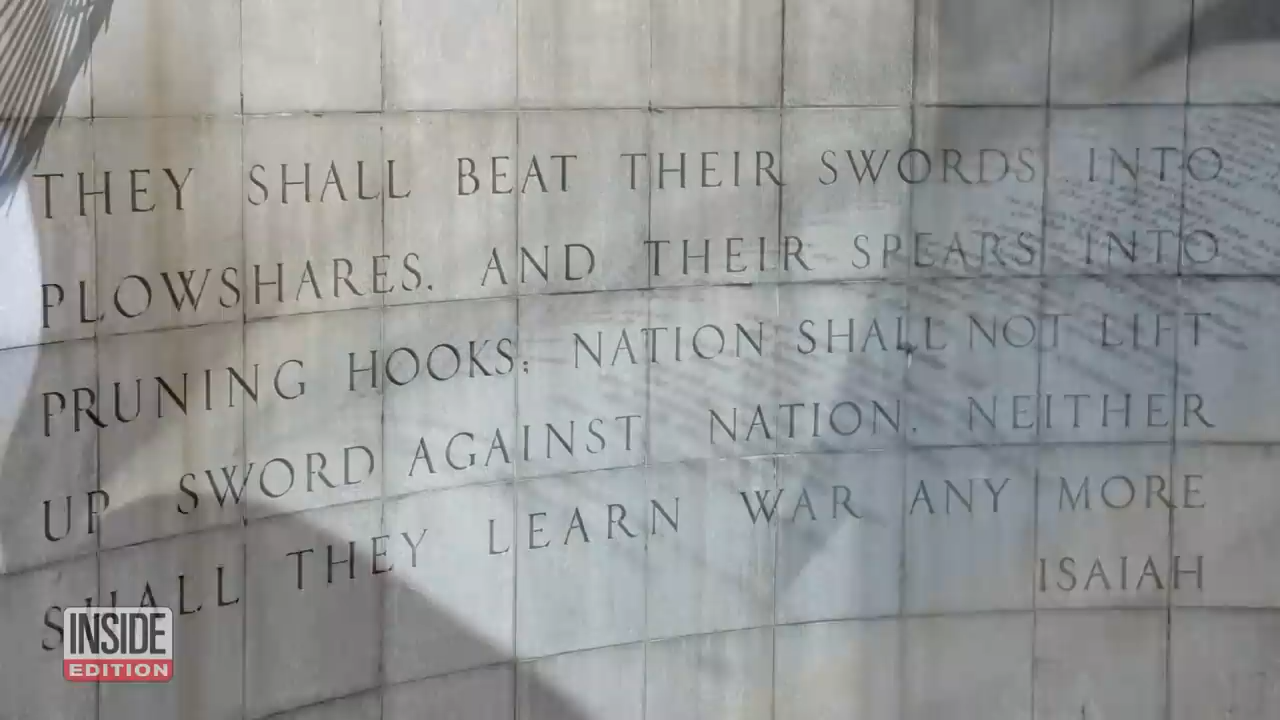 THEY SHALL BEAT THEIR SWORDS INTO
PLOWSHARES. AND THEIR SPEARS INTO
PRUNING HOOKS; NATION SHALL NOT LIFT
UP SWORD AGAINST NATION. NEITHER
SHALL THEY LEARN WAR ANY MORE
ISAIAH
INSIDE
EDITION